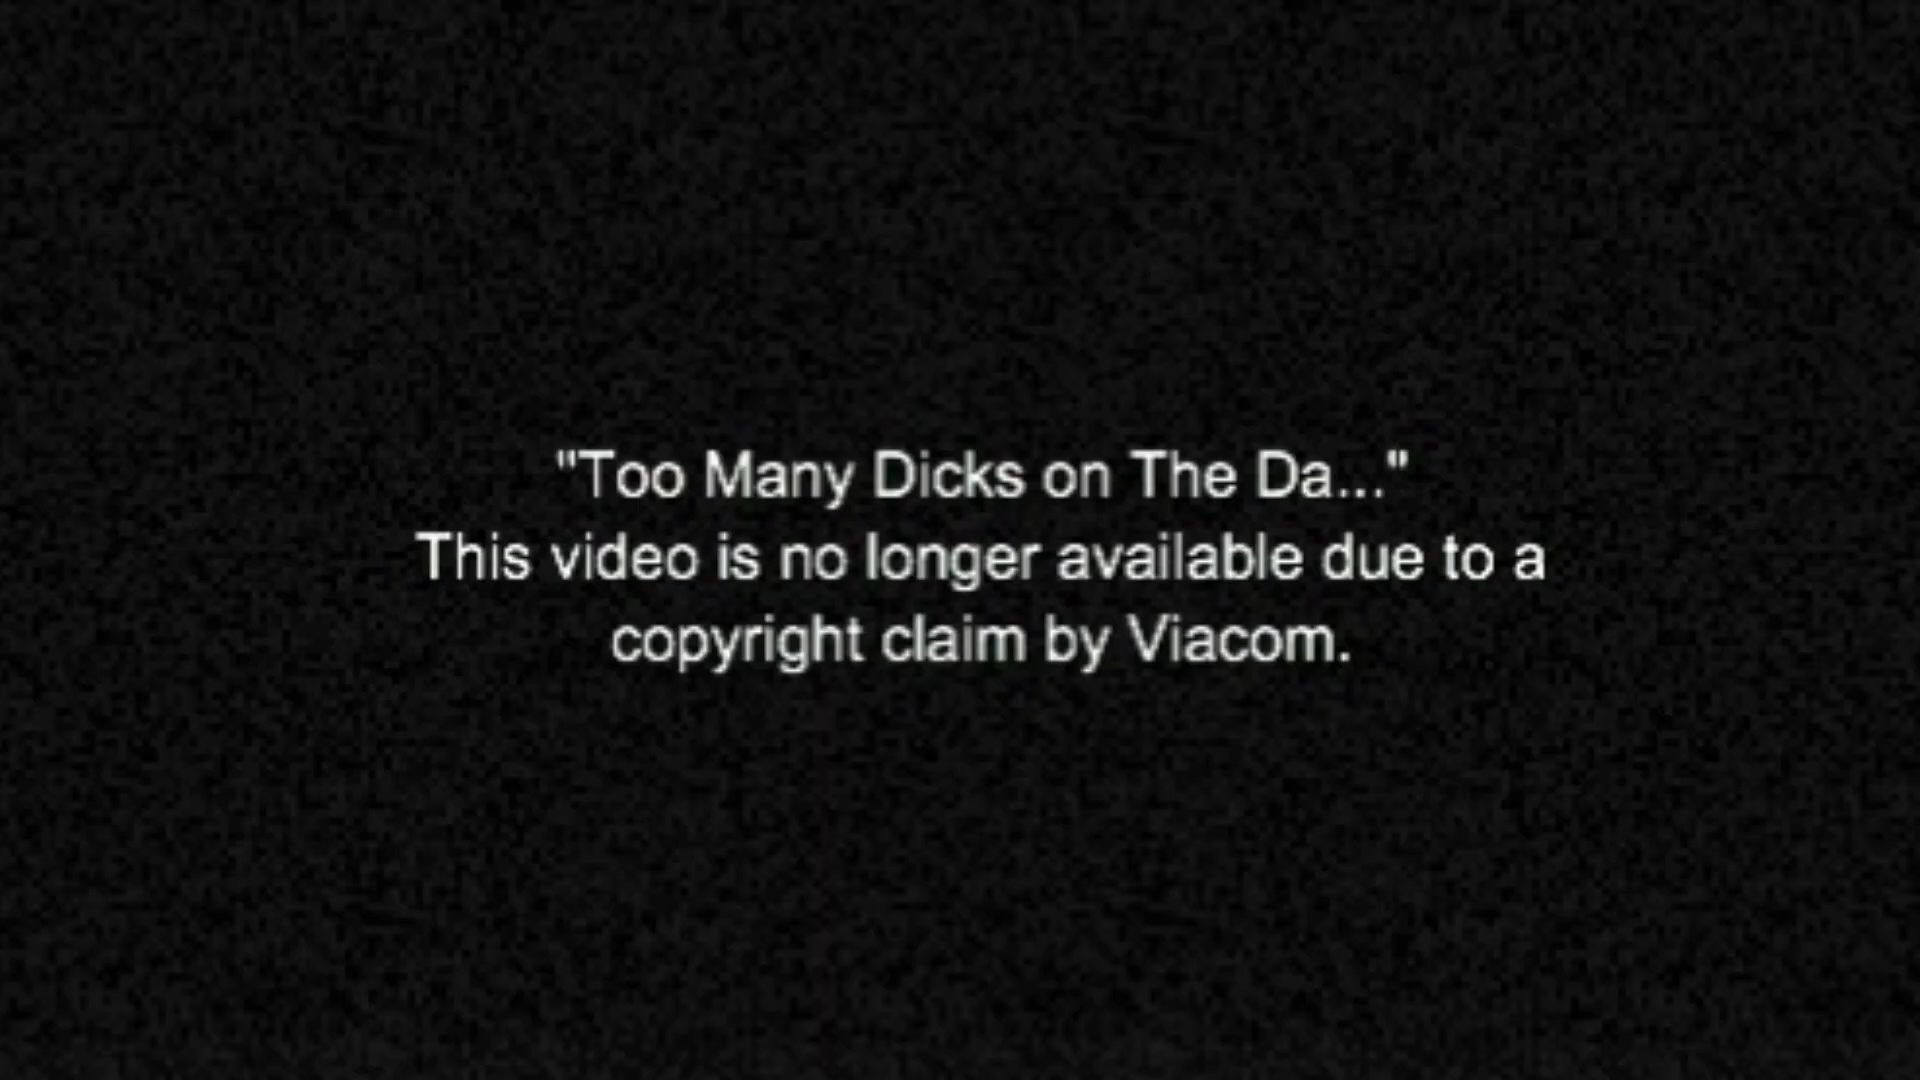 "Too Many Dicks on The Da..."
This video is no longer available due to a
copyright claim by Viacom.